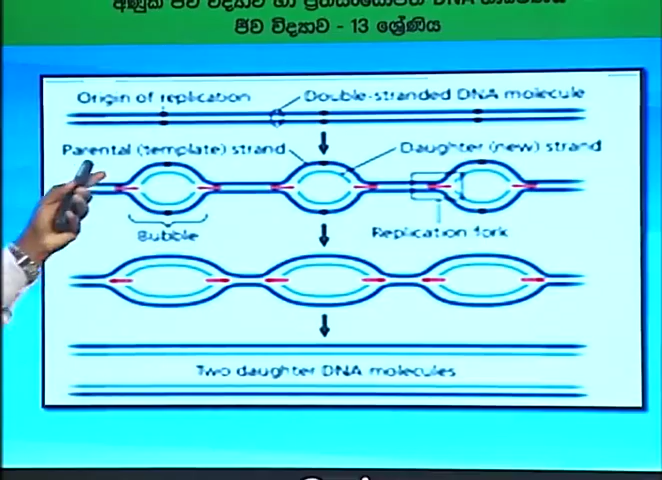 අණුක ජීව විද්‍යාව හා ප්‍රතිසංයෝජිත DNA තාක්ෂණය
ජීව විද්‍යාව - 13 ශ්‍රේණිය
Origin of replication
Double-stranded DNA molecule
Parental (template) strand
Daughter (new) strand
Bubble
Replication fork
Two daughter DNA molecules